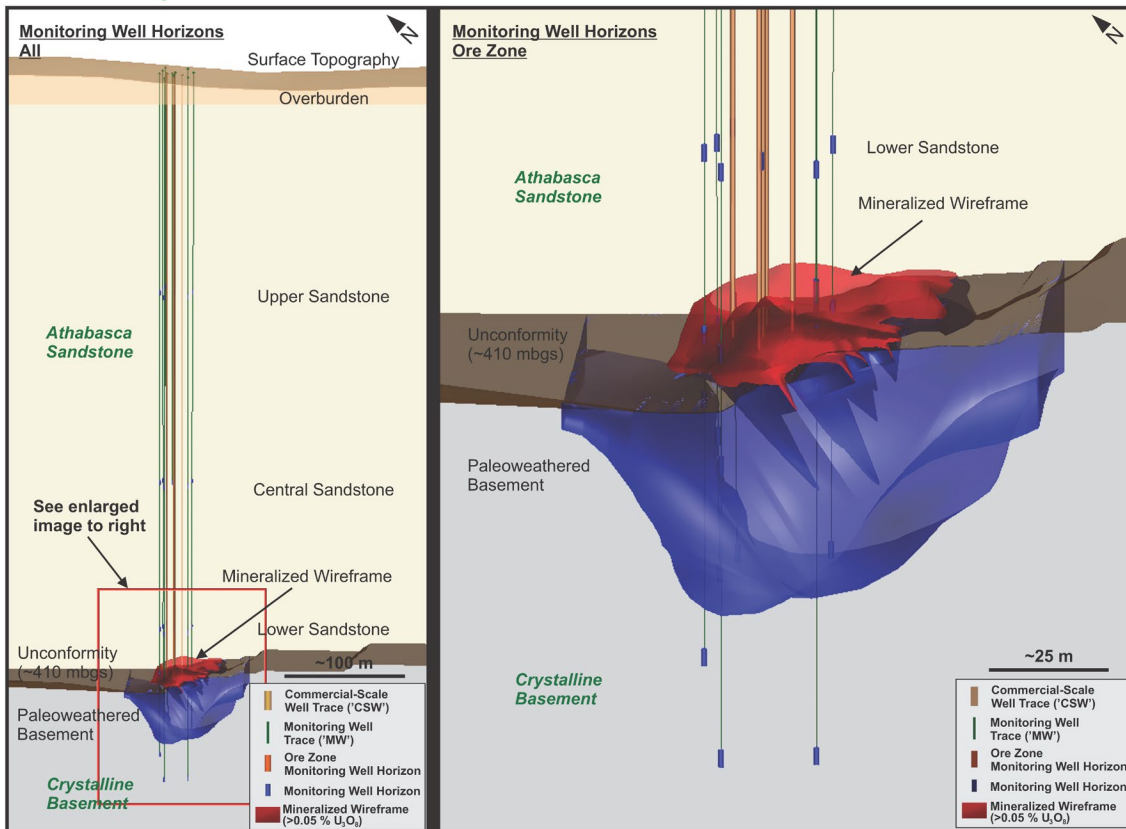 Monitoring Well Horizons
All
N
Surface Topography
Overburden
Athabasca
Sandstone
Upper Sandstone
Central Sandstone
See enlarged
image to right
Mineralized Wireframe
Lower Sandstone
Unconformity
(~410 mbgs)
~100 m
Paleoweathered
Basement
Crystalline
Basement
Commercial-Scale
Well Trace ('CSW')
Monitoring Well
Trace ('MW')
Ore Zone
Monitoring Well Horizon
Monitoring Well Horizon
Mineralized Wireframe
(>0.05 % U₃O₈)
Monitoring Well Horizons
Ore Zone
N
Lower Sandstone
Athabasca
Sandstone
Mineralized Wireframe
Unconformity
(~410 mbgs)
Paleoweathered
Basement
Crystalline
Basement
~25 m
Commercial-Scale
Well Trace ('CSW')
Monitoring Well
Trace ('MW')
Ore Zone
Monitoring Well Horizon
Monitoring Well Horizon
Mineralized Wireframe
(>0.05 % U₃O₈)